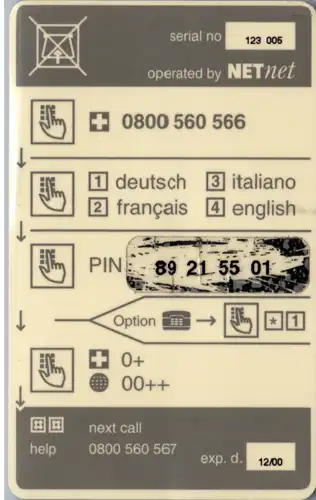 serial no 123 005
operated by NETnet
0800 560 566
1 deutsch 3 italiano
2 français 4 english
PIN 89 21 55 01
Option * 1
0+
00++
next call
help 0800 560 567
exp. d. 12/00